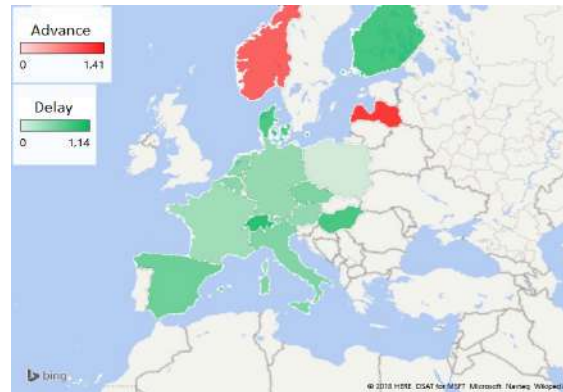 Advance
0 1,41
Delay
0 1,14
bing
© 2018 HERE DSAT for MSFT Microsoft Navteq Wikipedia